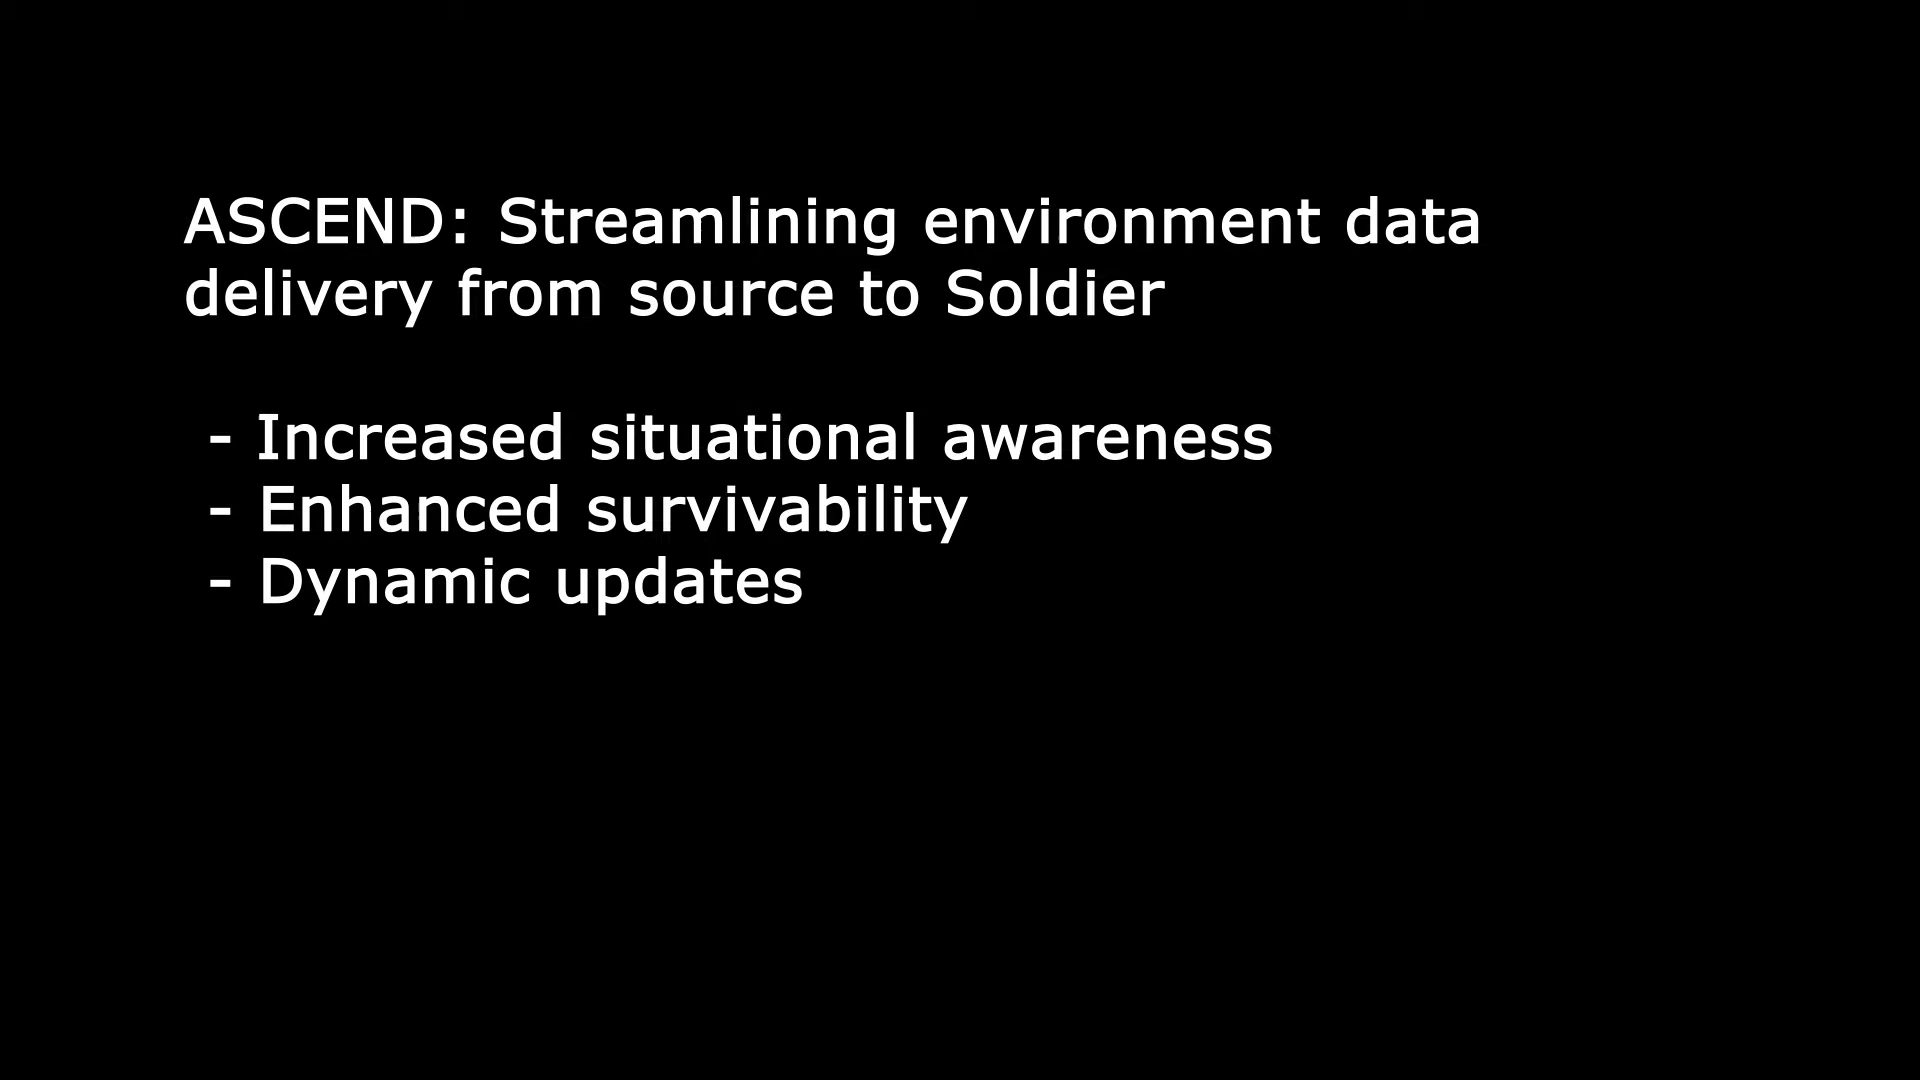 ASCEND: Streamlining environment data
delivery from source to Soldier
- Increased situational awareness
- Enhanced survivability
- Dynamic updates